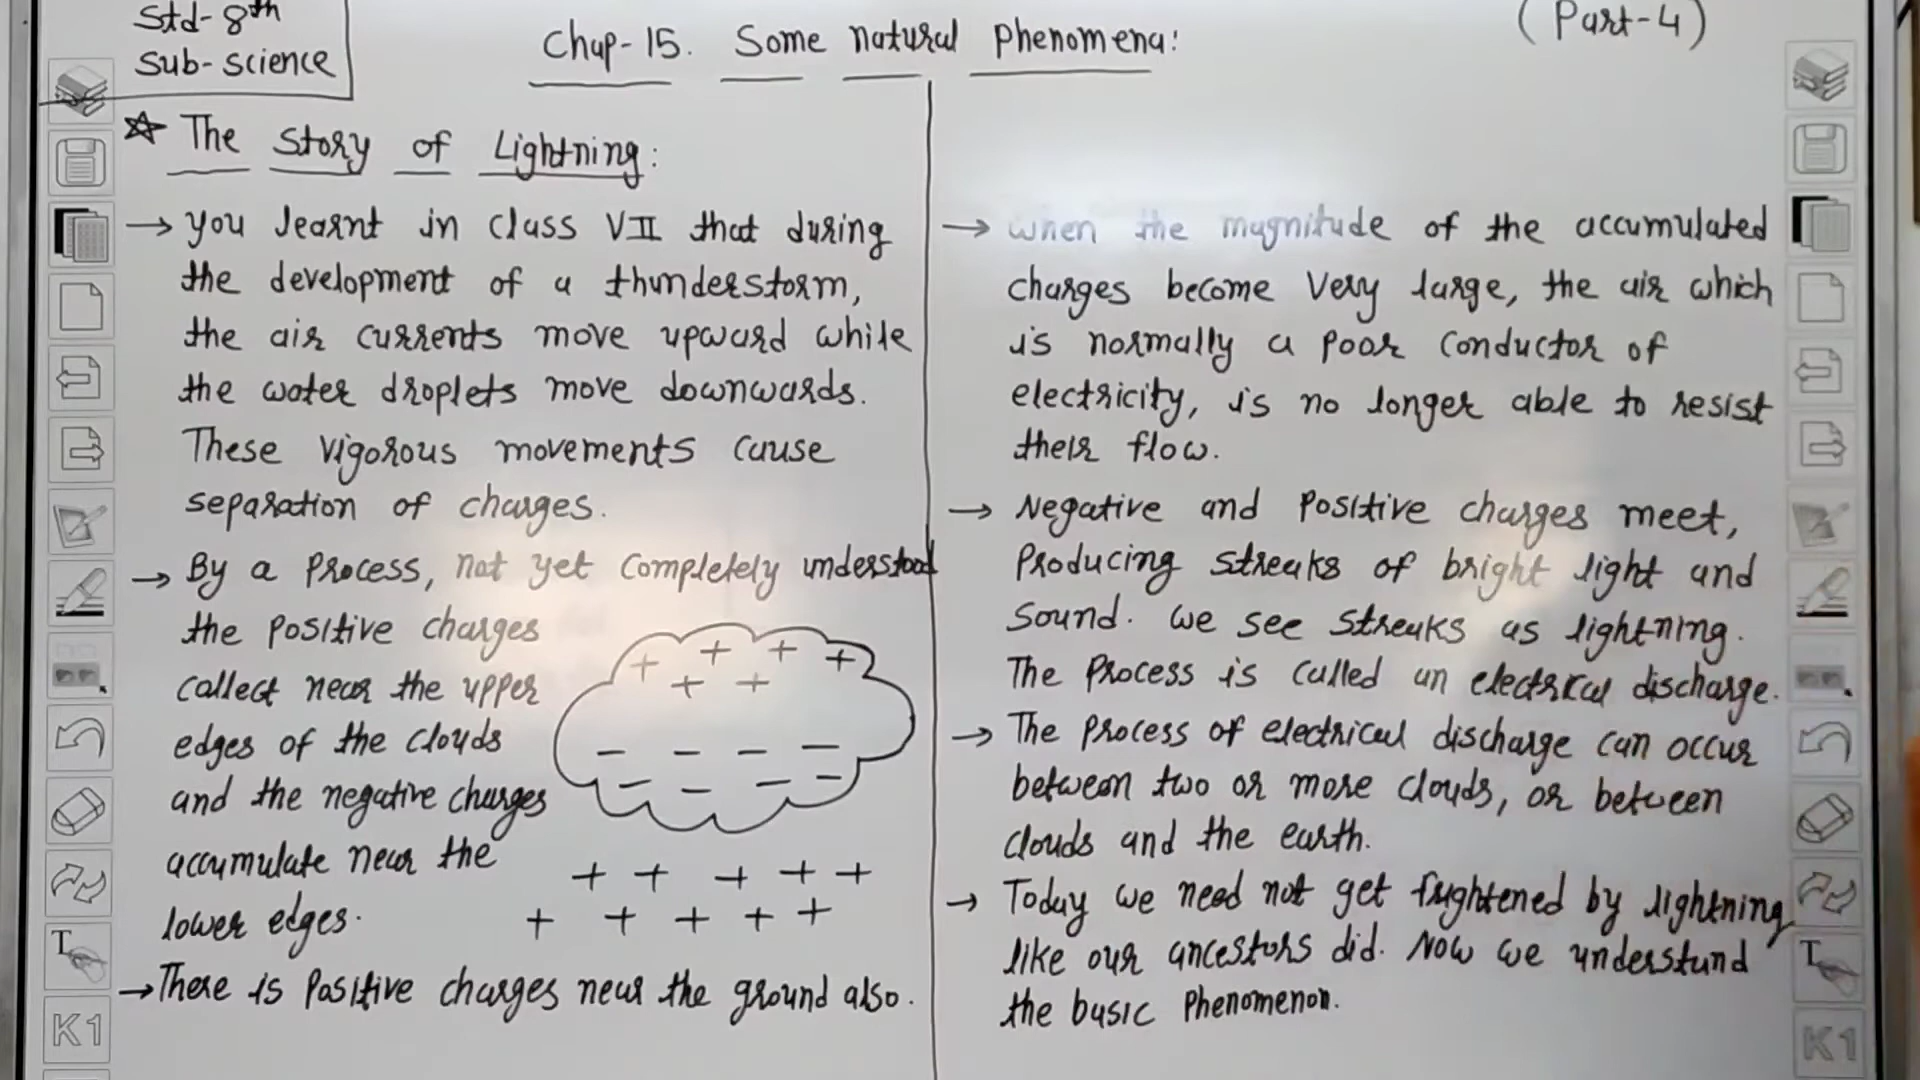 Std- 8th
Sub- science
Chap-15. Some natural Phenomena:
(Part-4)
☆ The Story of Lightning:
→ you learnt in class VII that during
the development of a thunderstorm,
the air currents move upward while
the water droplets move downwards.
These vigorous movements cause
separation of charges.
→ By a process, not yet completely understood
the positive charges
collect near the upper
edges of the clouds
and the negative charges
accumulate near the
lower edges.
→ There is Positive charges near the ground also.
+ + + +
+ +
− − − −
− − − −
+ + + + +
+ + + + +
→ When the magnitude of the accumulated
charges become very large, the air which
is normally a poor conductor of
electricity, is no longer able to resist
their flow.
→ Negative and Positive charges meet,
Producing streaks of bright light and
Sound. We see streaks as lightning.
The Process is called an electrical discharge.
→ The process of electrical discharge can occur
between two or more clouds, or between
clouds and the earth.
→ Today we need not get frightened by lightning
like our ancestors did. Now we understand
the basic Phenomenon.
T
K1
T
K1